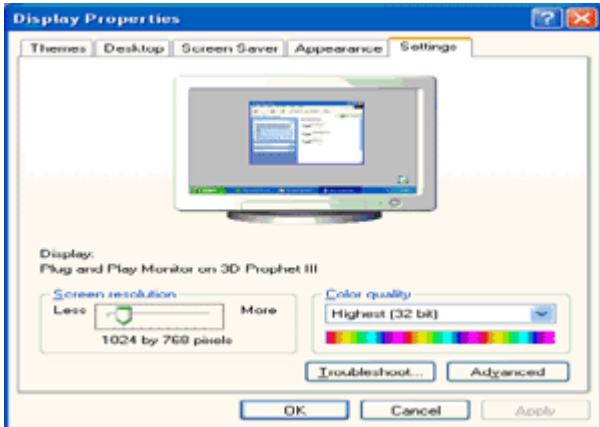 Display Properties
Themes Desktop Screen Saver Appearance Settings
Display:
Plug and Play Monitor on 3D Prophet III
Screen resolution
Less More
1024 by 768 pixels
Color quality
Highest (32 bit)
Troubleshoot... Advanced
OK Cancel Apply